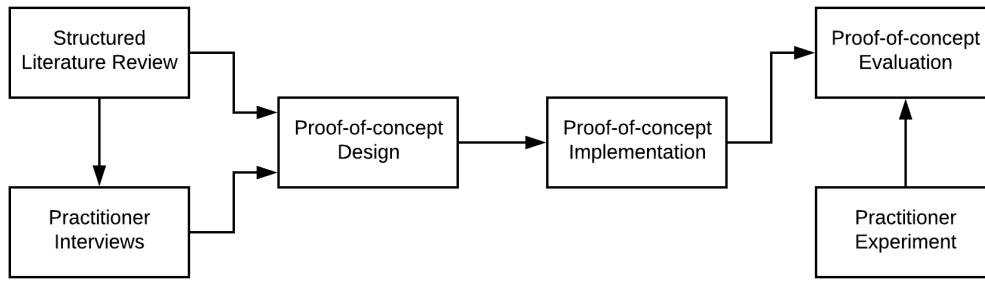 Structured
Literature Review
Practitioner
Interviews
Proof-of-concept
Design
Proof-of-concept
Implementation
Proof-of-concept
Evaluation
Practitioner
Experiment